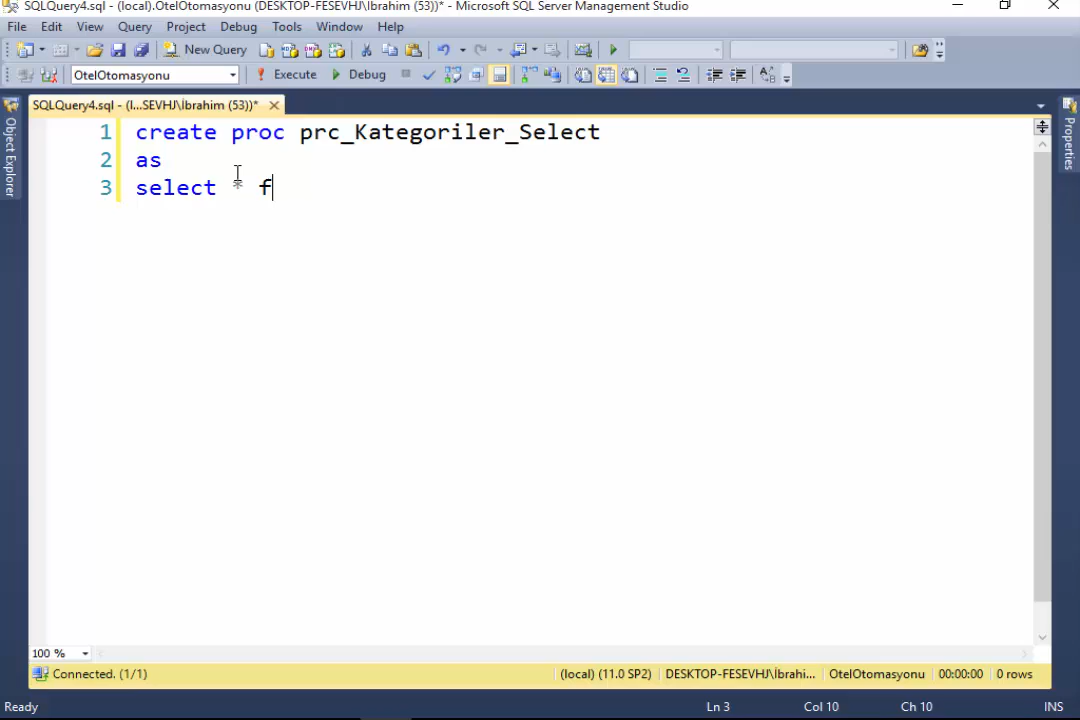 SQLQuery4.sql - (local).OtelOtomasyonu (DESKTOP-FESEVHJ\İbrahim (53))* - Microsoft SQL Server Management Studio
File Edit View Query Project Debug Tools Window Help
New Query
OtelOtomasyonu Execute Debug
SQLQuery4.sql - (l...SEVHJ\İbrahim (53))*
Object Explorer
Properties
1 create proc prc_Kategoriler_Select
2 as
3 select * f
100 %
Connected. (1/1) (local) (11.0 SP2) DESKTOP-FESEVHJ\İbrahi... OtelOtomasyonu 00:00:00 0 rows
Ready Ln 3 Col 10 Ch 10 INS